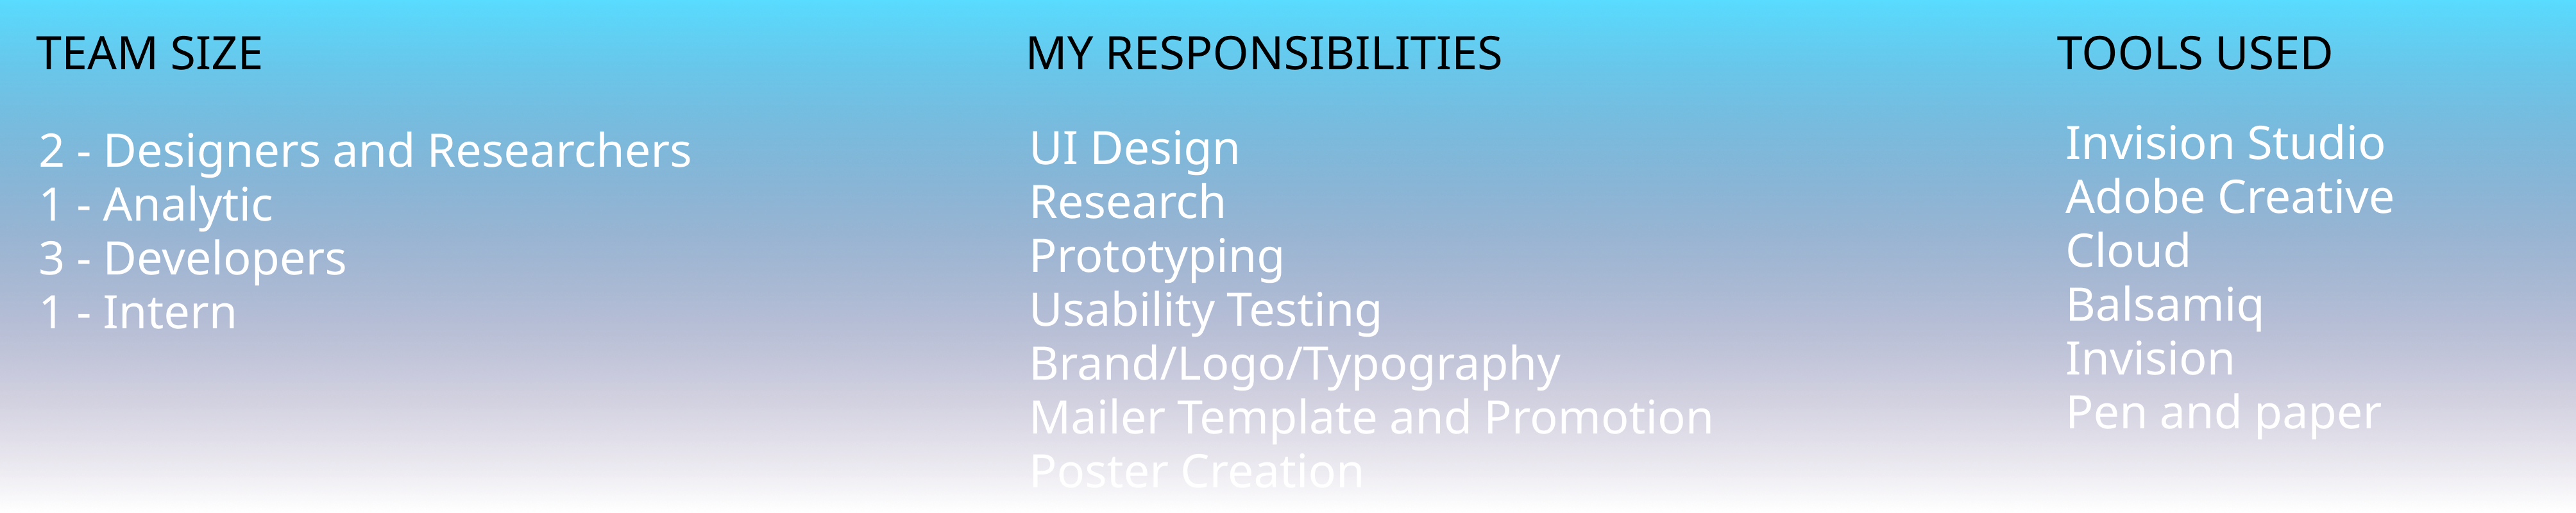 TEAM SIZE
2 - Designers and Researchers
1 - Analytic
3 - Developers
1 - Intern
MY RESPONSIBILITIES
UI Design
Research
Prototyping
Usability Testing
Brand/Logo/Typography
Mailer Template and Promotion
Poster Creation
TOOLS USED
Invision Studio
Adobe Creative
Cloud
Balsamiq
Invision
Pen and paper